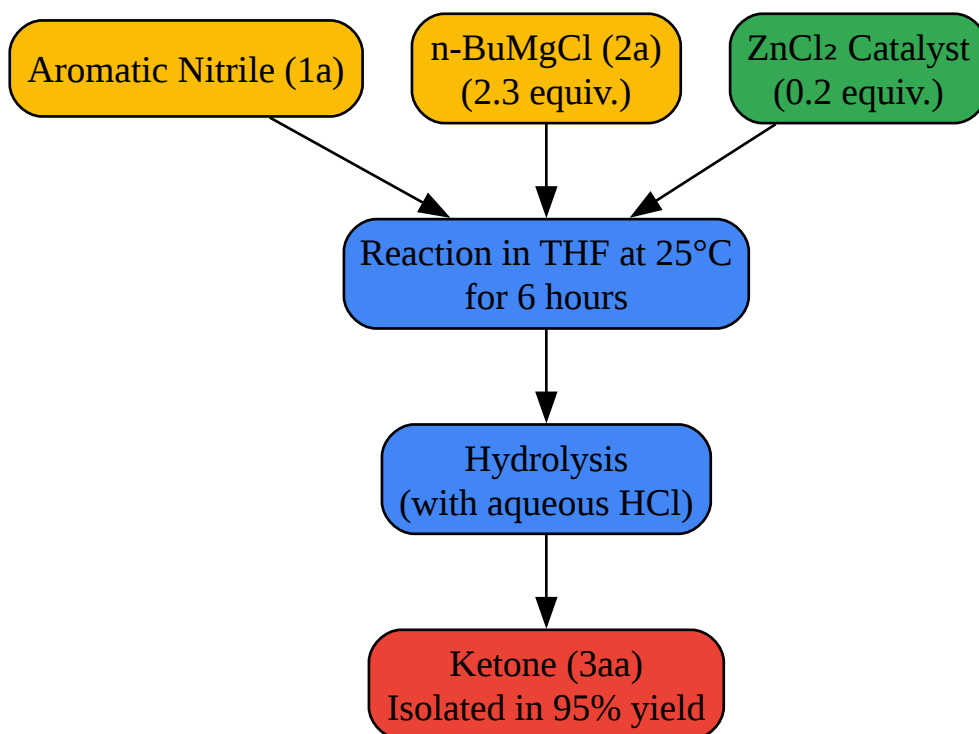 Aromatic Nitrile (1a)
n-BuMgCl (2a)
(2.3 equiv.)
ZnCl₂ Catalyst
(0.2 equiv.)
Reaction in THF at 25°C
for 6 hours
Hydrolysis
(with aqueous HCl)
Ketone (3aa)
Isolated in 95% yield